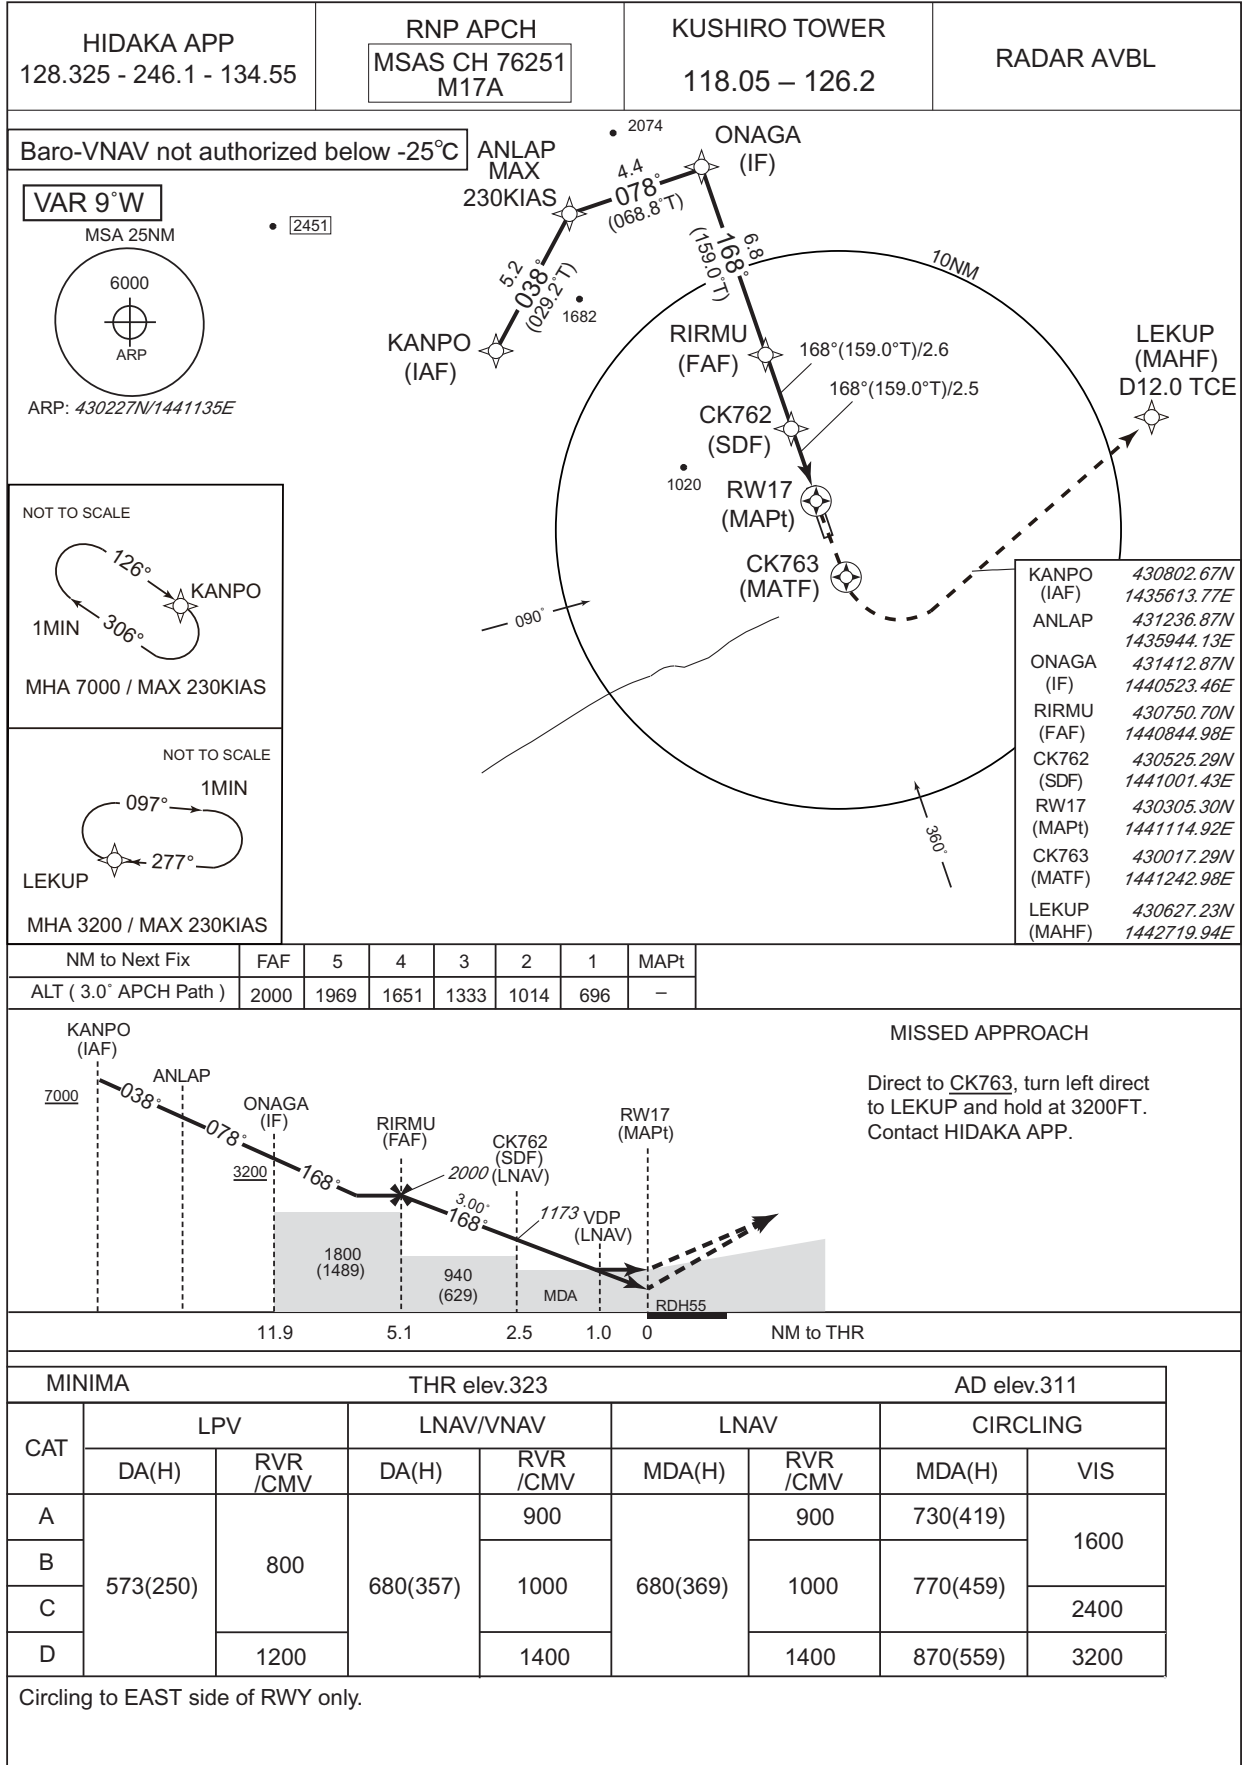 HIDAKA APP
128.325 - 246.1 - 134.55
RNP APCH
MSAS CH 76251
M17A
KUSHIRO TOWER
118.05 – 126.2
RADAR AVBL
Baro-VNAV not authorized below -25℃
VAR 9˚W
MSA 25NM
6000
ARP
ARP: 430227N/1441135E
2451
2074
ANLAP
MAX
230KIAS
ONAGA
(IF)
4.4
078˚
(068.8˚T)
5.2
038˚
(029.2˚T)
1682
KANPO
(IAF)
6.8
168˚
(159.0˚T)
10NM
RIRMU
(FAF)
168°(159.0°T)/2.6
168°(159.0°T)/2.5
LEKUP
(MAHF)
D12.0 TCE
CK762
(SDF)
1020
RW17
(MAPt)
CK763
(MATF)
090˚
360˚
NOT TO SCALE
126°
KANPO
1MIN
306°
MHA 7000 / MAX 230KIAS
NOT TO SCALE
1MIN
097°
277°
LEKUP
MHA 3200 / MAX 230KIAS
KANPO 430802.67N
(IAF) 1435613.77E
ANLAP 431236.87N
1435944.13E
ONAGA 431412.87N
(IF) 1440523.46E
RIRMU 430750.70N
(FAF) 1440844.98E
CK762 430525.29N
(SDF) 1441001.43E
RW17 430305.30N
(MAPt) 1441114.92E
CK763 430017.29N
(MATF) 1441242.98E
LEKUP 430627.23N
(MAHF) 1442719.94E
NM to Next Fix FAF 5 4 3 2 1 MAPt
ALT ( 3.0˚ APCH Path ) 2000 1969 1651 1333 1014 696 –
KANPO
(IAF)
7000
038˚
ANLAP
078˚
ONAGA
(IF)
3200
168˚
RIRMU
(FAF)
2000
CK762
(SDF)
(LNAV)
3.00˚
168˚
1173
VDP
(LNAV)
RW17
(MAPt)
1800
(1489)
940
(629)
MDA
RDH55
11.9 5.1 2.5 1.0 0 NM to THR
MISSED APPROACH
Direct to CK763, turn left direct
to LEKUP and hold at 3200FT.
Contact HIDAKA APP.
MINIMA THR elev.323 AD elev.311
CAT LPV LNAV/VNAV LNAV CIRCLING
DA(H) RVR /CMV DA(H) RVR /CMV MDA(H) RVR /CMV MDA(H) VIS
A 573(250) 800 680(357) 900 680(369) 900 730(419) 1600
B 1000 1000 770(459)
C 2400
D 1200 1400 1400 870(559) 3200
Circling to EAST side of RWY only.